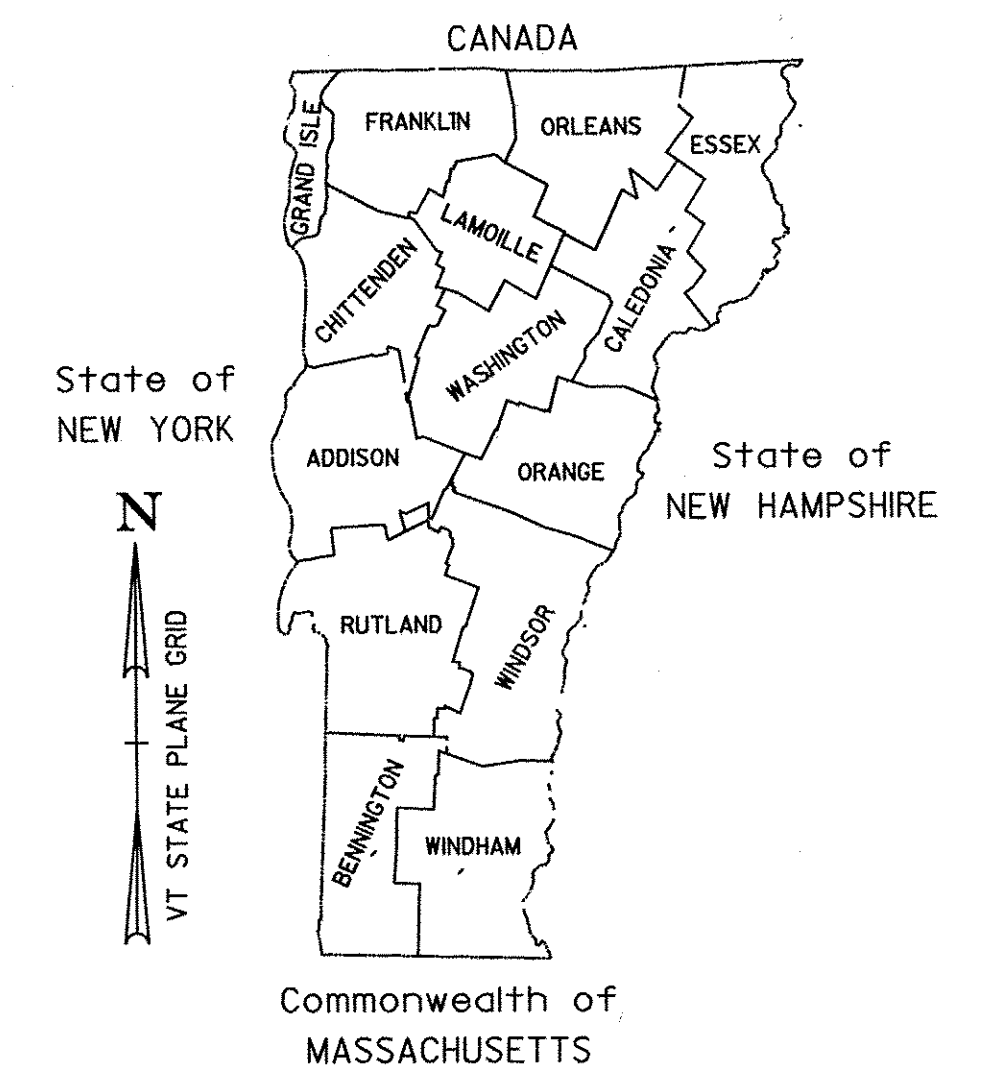 CANADA
FRANKLIN
ORLEANS
ESSEX
GRAND ISLE
LAMOILLE
CHITTENDEN
CALEDONIA
WASHINGTON
State of
NEW YORK
ADDISON
ORANGE
State of
NEW HAMPSHIRE
N
VT STATE PLANE GRID
RUTLAND
WINDSOR
BENNINGTON
WINDHAM
Commonwealth of
MASSACHUSETTS